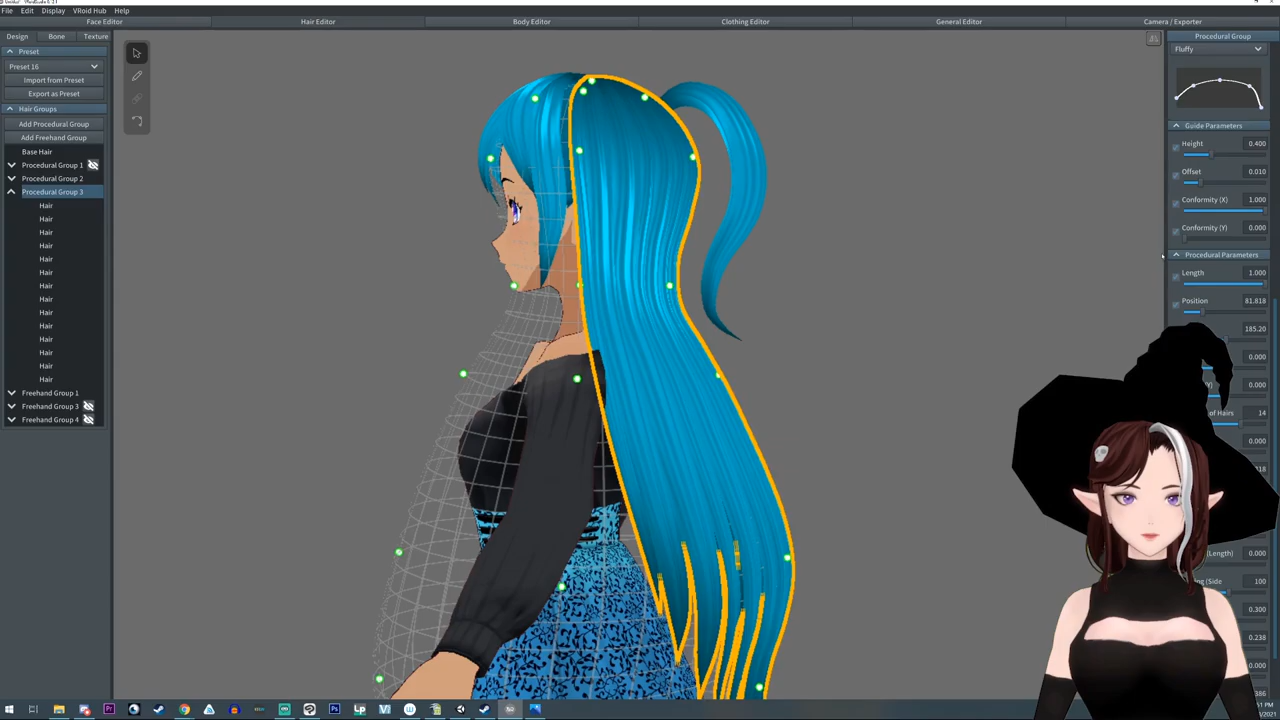 File Edit Display VRoid Hub Help
Face Editor Hair Editor Body Editor Clothing Editor General Editor Camera / Exporter
Design Bone Texture
Preset
Preset 16
Import from Preset
Export as Preset
Hair Groups
Add Procedural Group
Add Freehand Group
Base Hair
Procedural Group 1
Procedural Group 2
Procedural Group 3
Hair
Hair
Hair
Hair
Hair
Hair
Hair
Hair
Hair
Hair
Hair
Hair
Hair
Hair
Freehand Group 1
Freehand Group 3
Freehand Group 4
Procedural Group
Fluffy
Guide Parameters
Height 0.400
Offset 0.010
Conformity (X) 1.000
Conformity (Y) 0.000
Procedural Parameters
Length 1.000
Position 81.818
185.20
0.000
0.000
of Hairs 14
0.000
(Length) 0.000
(Side 100
0.300
0.238
0.000